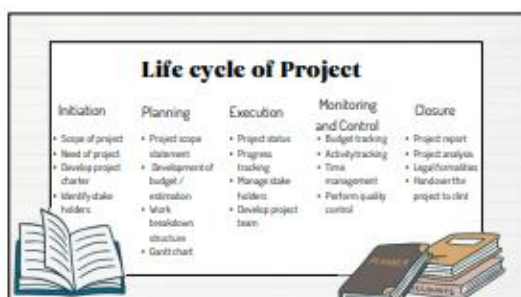 Life cycle of Project
Initiation
• Scope of project
• Need of project
• Develop project
charter
• Identify stake
holders
Planning
• Project scope
statement
• Development of
budget /
estimation
• Work
breakdown
structure
• Gantt chart
Execution
• Project status
• Progress
tracking
• Manage stake
holders
• Develop project
team
Monitoring
and Control
• Budget tracking
• Activity tracking
• Time
management
• Perform quality
control
Closure
• Project report
• Project analysis
• Legal formalities
• Handover the
project to clint
PLANNER